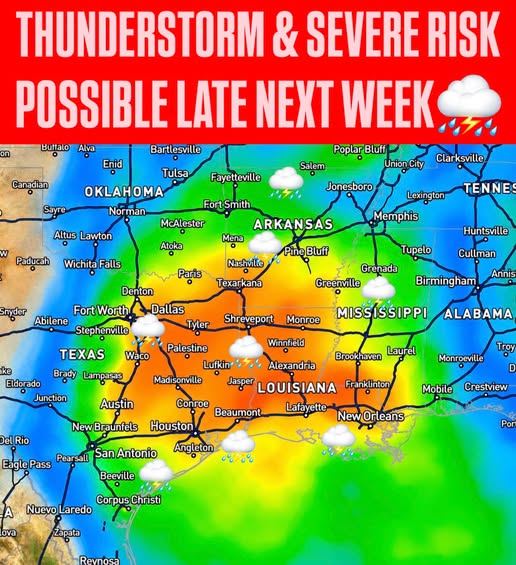 THUNDERSTORM & SEVERE RISK
POSSIBLE LATE NEXT WEEK
Buffalo Alva Bartlesville Poplar Bluff
Enid Salem Union City Clarksville
Canadian Tulsa Fayetteville
OKLAHOMA Jonesboro Lexington TENNES
Sayre Norman Fort Smith Memphis
McAlester ARKANSAS Huntsville
Altus Lawton Atoka Mena Pine Bluff Tupelo Cullman
Paducah Wichita Falls Nashville Grenada
Paris Texarkana Greenville Birmingham Annis
Denton
Snyder Fort Worth Dallas MISSISSIPPI ALABAMA
Abilene Stephenville Tyler Shreveport Monroe
TEXAS Waco Palestine Winnfield Brookhaven Laurel Monroeville Troy
Eldorado Brady Lampasas Lufkin Alexandria
Junction Madisonville Jasper LOUISIANA Franklinton Mobile Crestview
Austin Conroe Beaumont Lafayette New Orleans
New Braunfels Houston
Del Rio San Antonio Angleton
Eagle Pass Pearsall Beeville
Corpus Christi
Nuevo Laredo
Zapata
Reynosa